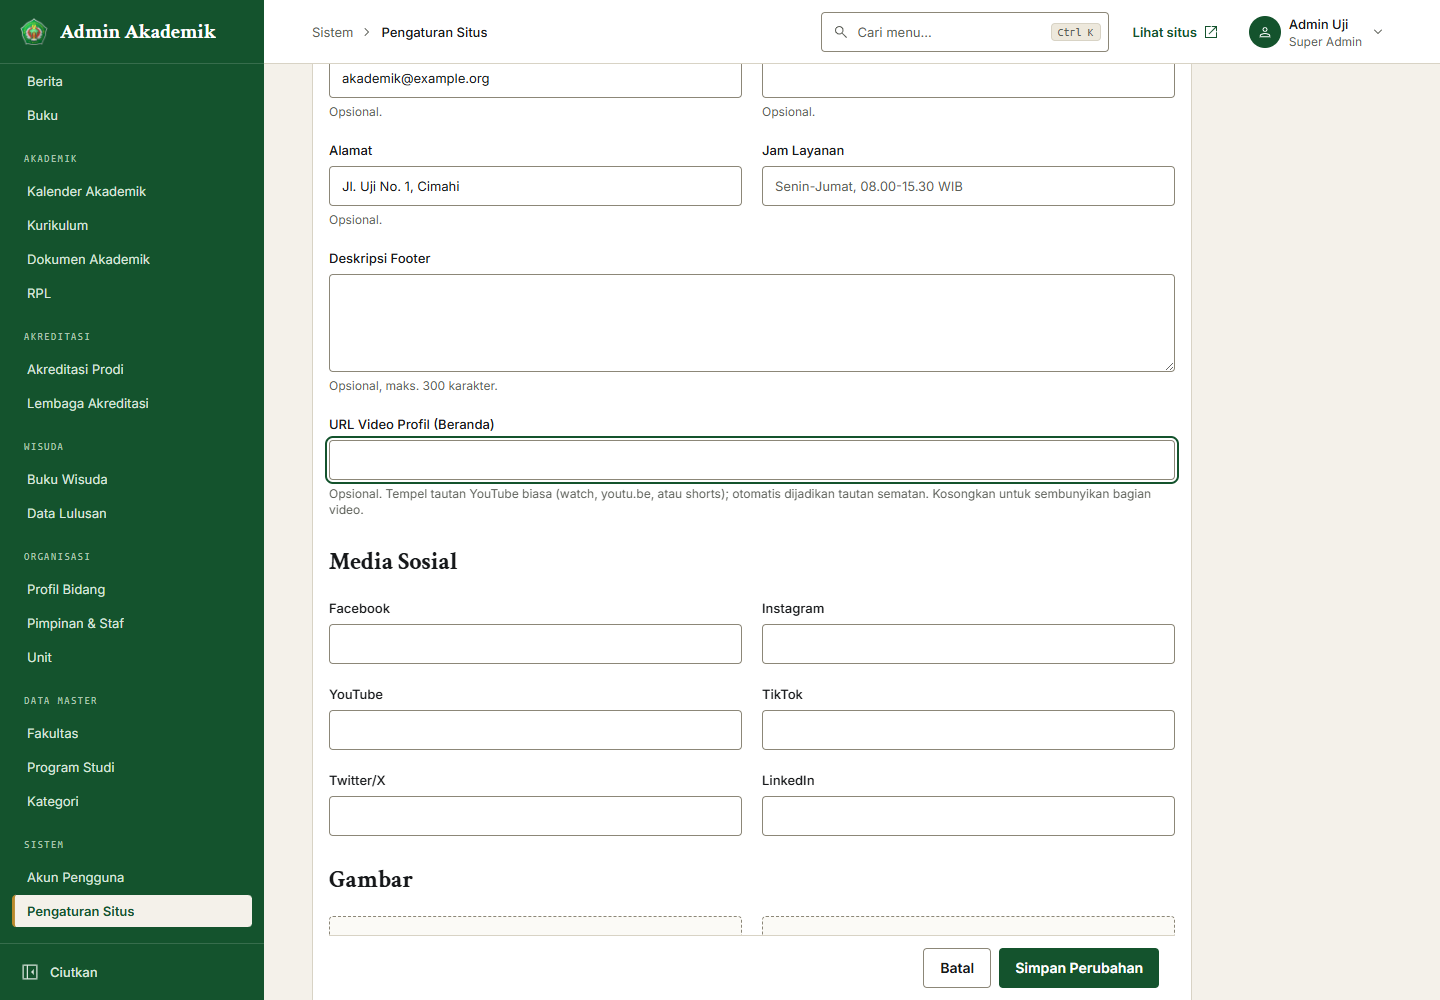 Admin Akademik
Sistem > Pengaturan Situs
Cari menu...
Ctrl K
Lihat situs
Admin Uji
Super Admin
Berita
Buku
AKADEMIK
Kalender Akademik
Kurikulum
Dokumen Akademik
RPL
AKREDITASI
Akreditasi Prodi
Lembaga Akreditasi
WISUDA
Buku Wisuda
Data Lulusan
ORGANISASI
Profil Bidang
Pimpinan & Staf
Unit
DATA MASTER
Fakultas
Program Studi
Kategori
SISTEM
Akun Pengguna
Pengaturan Situs
Ciutkan
akademik@example.org
Opsional.
Opsional.
Alamat
Jam Layanan
Jl. Uji No. 1, Cimahi
Senin-Jumat, 08.00-15.30 WIB
Opsional.
Deskripsi Footer
Opsional, maks. 300 karakter.
URL Video Profil (Beranda)
Opsional. Tempel tautan YouTube biasa (watch, youtu.be, atau shorts); otomatis dijadikan tautan sematan. Kosongkan untuk sembunyikan bagian
video.
Media Sosial
Facebook
Instagram
YouTube
TikTok
Twitter/X
LinkedIn
Gambar
Batal
Simpan Perubahan